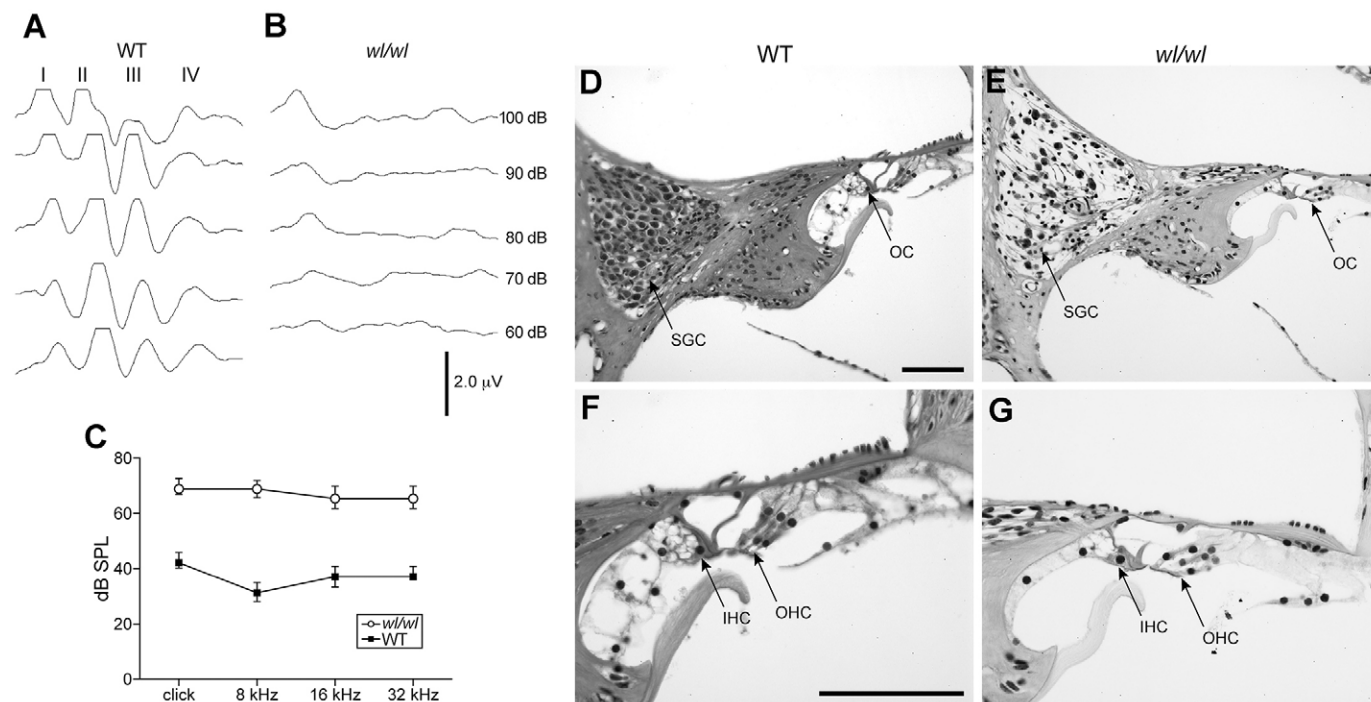 A
WT
I II III IV
B
wl/wl
100 dB
90 dB
80 dB
70 dB
60 dB
2.0 µV
C
dB SPL
80
60
40
20
0
click 8 kHz 16 kHz 32 kHz
wl/wl
WT
WT
wl/wl
D
OC
SGC
E
OC
SGC
F
IHC
OHC
G
IHC
OHC